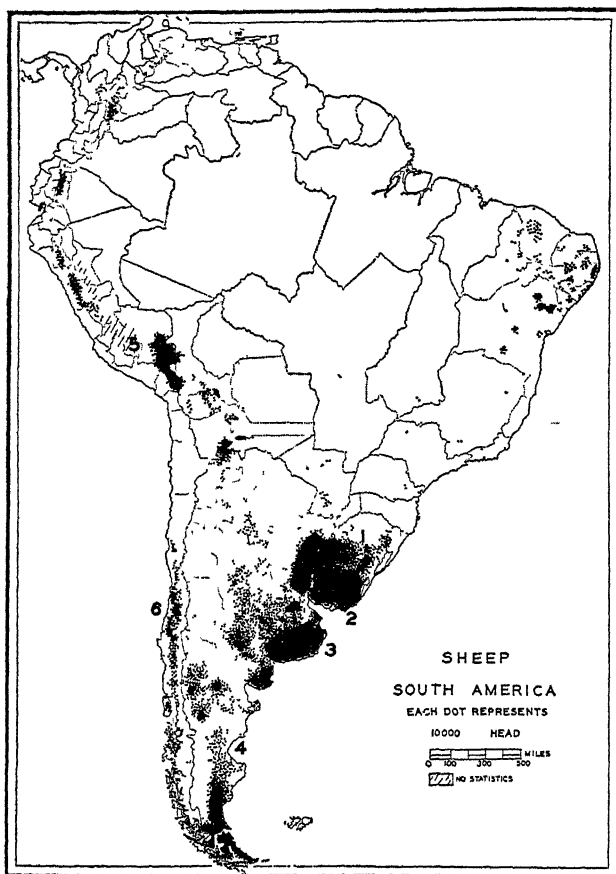 5
1
6
2
3
4
SHEEP
SOUTH AMERICA
EACH DOT REPRESENTS
10000 HEAD
MILES
0 100 300 500
NO STATISTICS